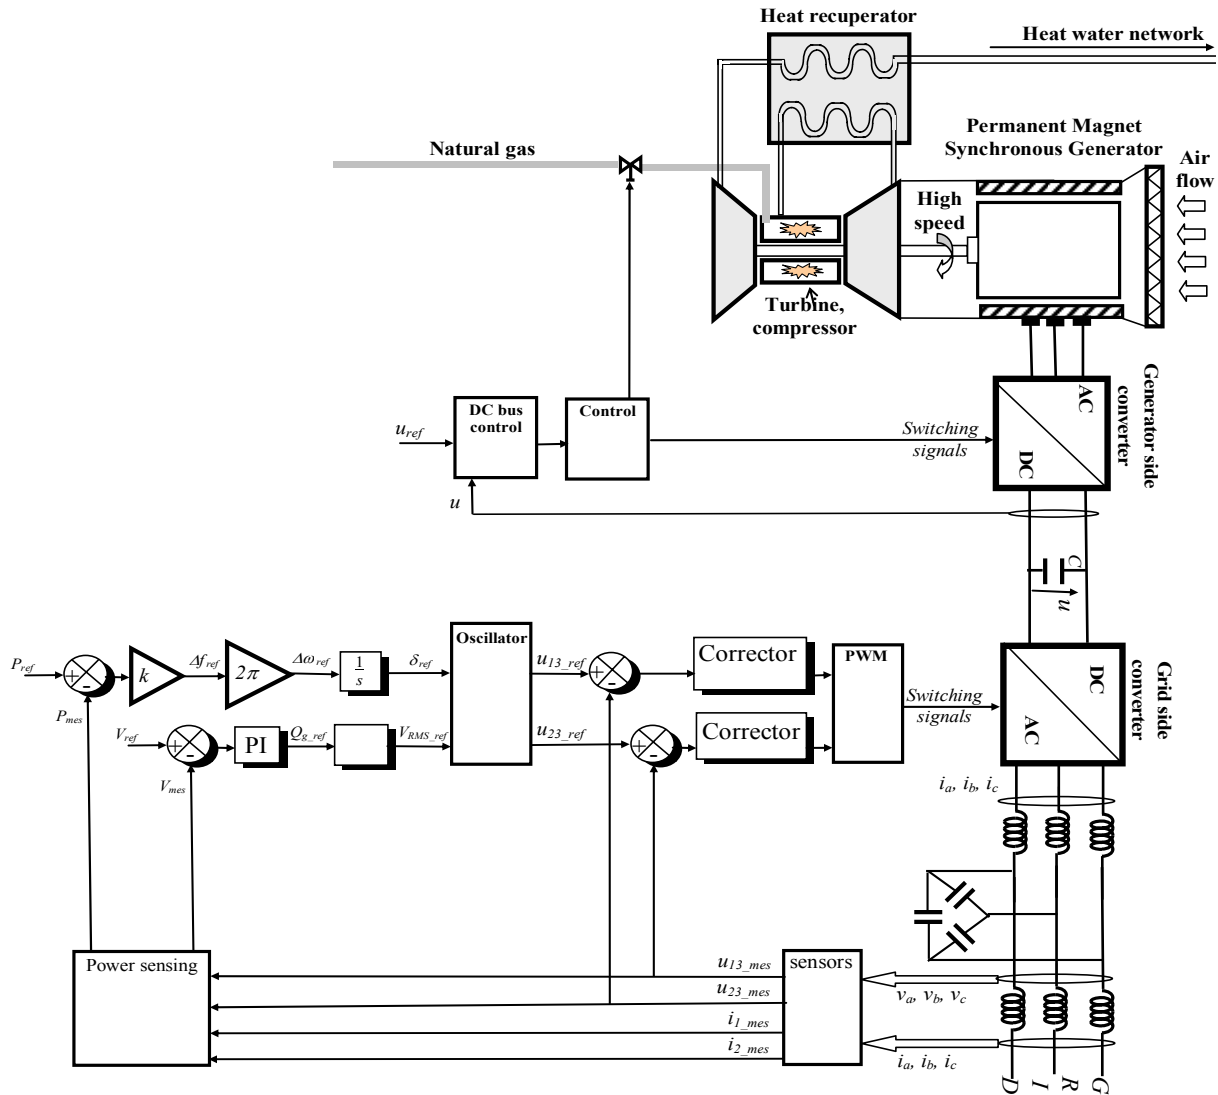 Heat recuperator
Heat water network
Natural gas
Permanent Magnet
Synchronous Generator
Air
flow
High
speed
Turbine,
compressor
AC
DC
Generator side
converter
DC bus
control
Control
u_ref
Switching
signals
u
C
u
P_ref
+
-
k
Δf_ref
2π
Δω_ref
1
s
δ_ref
Oscillator
u_13_ref
+
-
Corrector
PWM
DC
AC
Grid side
converter
Switching
signals
P_mes
V_ref
+
-
PI
Q_g_ref
V_RMS_ref
u_23_ref
+
-
Corrector
V_mes
i_a, i_b, i_c
Power sensing
u_13_mes
u_23_mes
i_1_mes
i_2_mes
sensors
v_a, v_b, v_c
i_a, i_b, i_c
D I R G